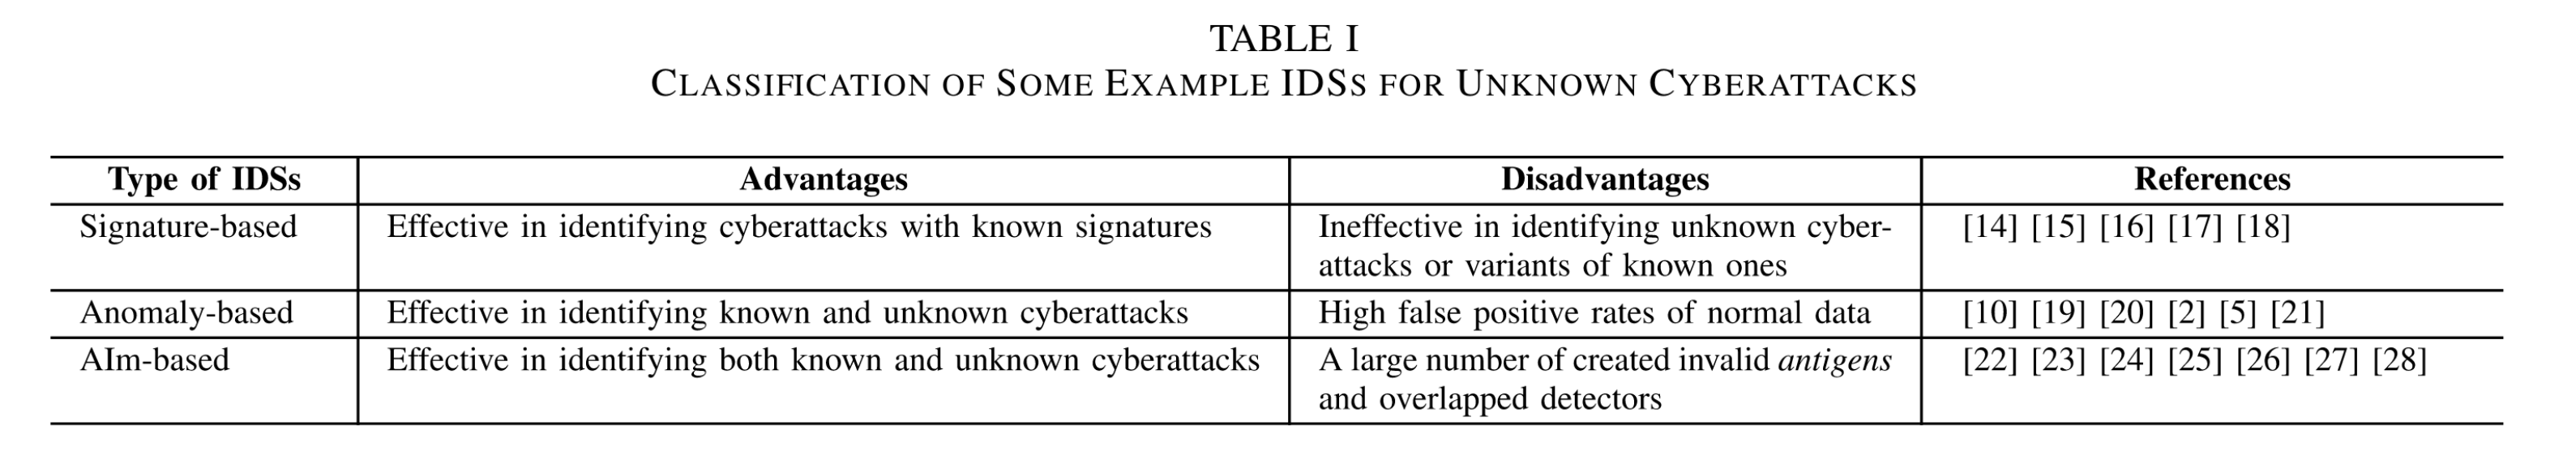 TABLE I
CLASSIFICATION OF SOME EXAMPLE IDSS FOR UNKNOWN CYBERATTACKS
Type of IDSs Advantages Disadvantages References
Signature-based Effective in identifying cyberattacks with known signatures Ineffective in identifying unknown cyber- [14] [15] [16] [17] [18]
attacks or variants of known ones
Anomaly-based Effective in identifying known and unknown cyberattacks High false positive rates of normal data [10] [19] [20] [2] [5] [21]
AIm-based Effective in identifying both known and unknown cyberattacks A large number of created invalid antigens [22] [23] [24] [25] [26] [27] [28]
and overlapped detectors